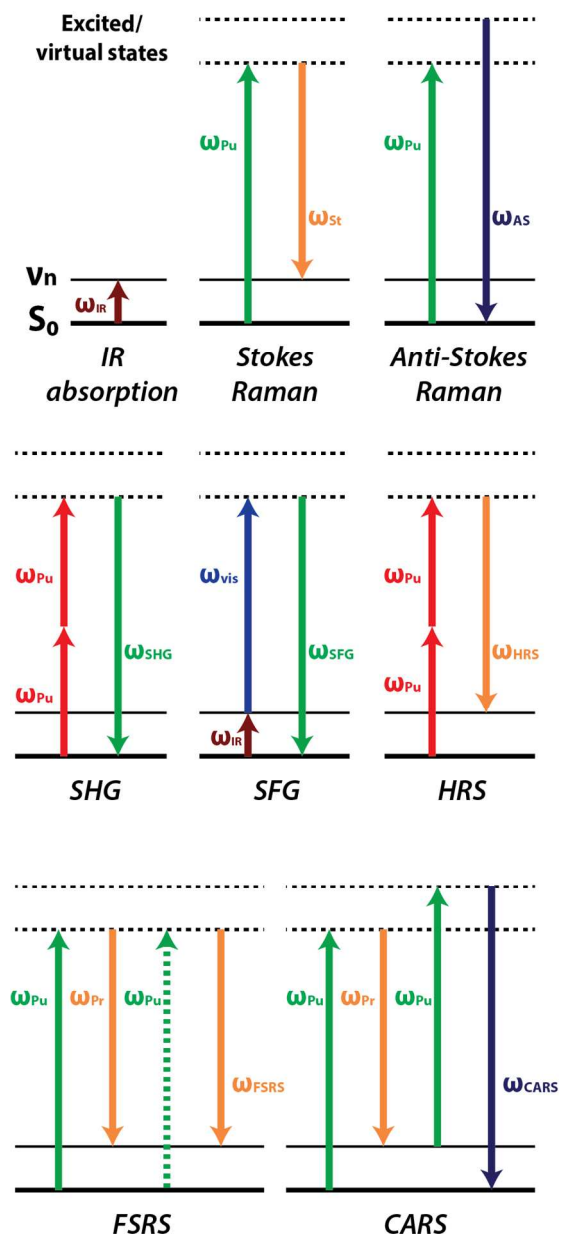 Excited/
virtual states
ωPu
ωSt
ωPu
ωAS
νn
S0
ωIR
IR
absorption
Stokes
Raman
Anti-Stokes
Raman
ωPu
ωPu
ωSHG
ωvis
ωIR
ωSFG
ωPu
ωPu
ωHRS
SHG
SFG
HRS
ωPu
ωPr
ωPu
ωFSRS
ωPu
ωPr
ωPu
ωCARS
FSRS
CARS